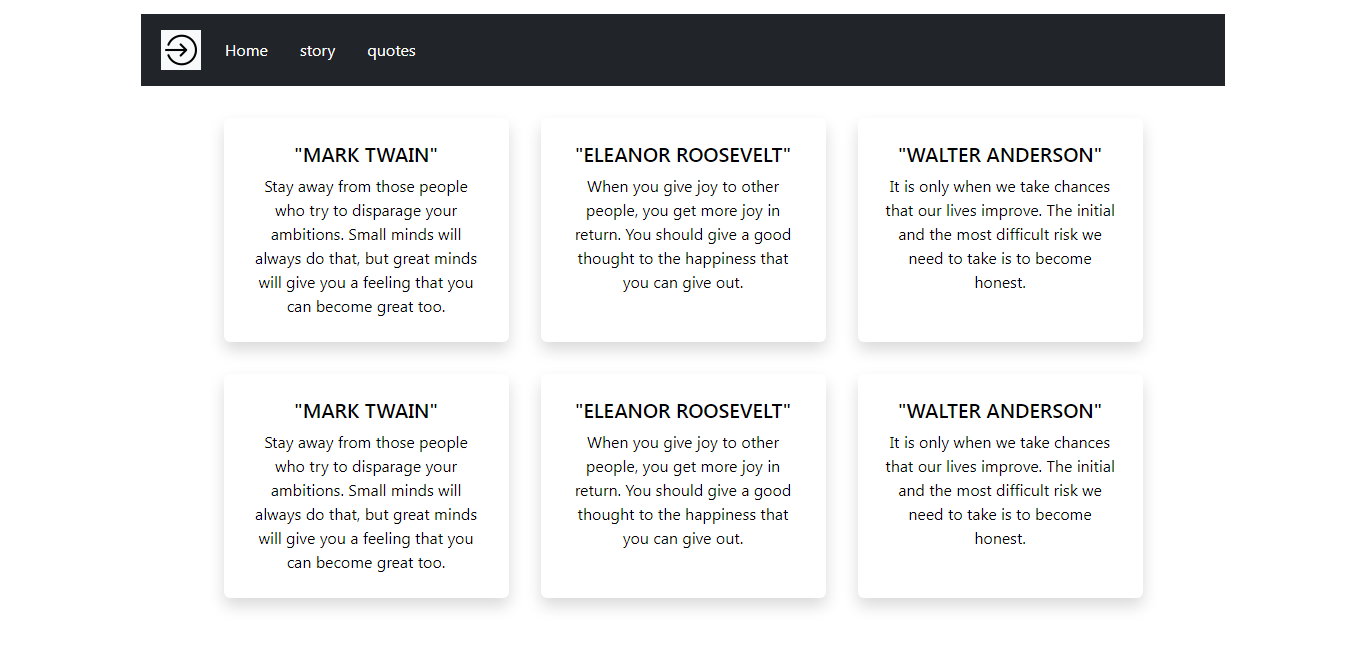 Home story quotes
"MARK TWAIN"
Stay away from those people
who try to disparage your
ambitions. Small minds will
always do that, but great minds
will give you a feeling that you
can become great too.
"ELEANOR ROOSEVELT"
When you give joy to other
people, you get more joy in
return. You should give a good
thought to the happiness that
you can give out.
"WALTER ANDERSON"
It is only when we take chances
that our lives improve. The initial
and the most difficult risk we
need to take is to become
honest.
"MARK TWAIN"
Stay away from those people
who try to disparage your
ambitions. Small minds will
always do that, but great minds
will give you a feeling that you
can become great too.
"ELEANOR ROOSEVELT"
When you give joy to other
people, you get more joy in
return. You should give a good
thought to the happiness that
you can give out.
"WALTER ANDERSON"
It is only when we take chances
that our lives improve. The initial
and the most difficult risk we
need to take is to become
honest.